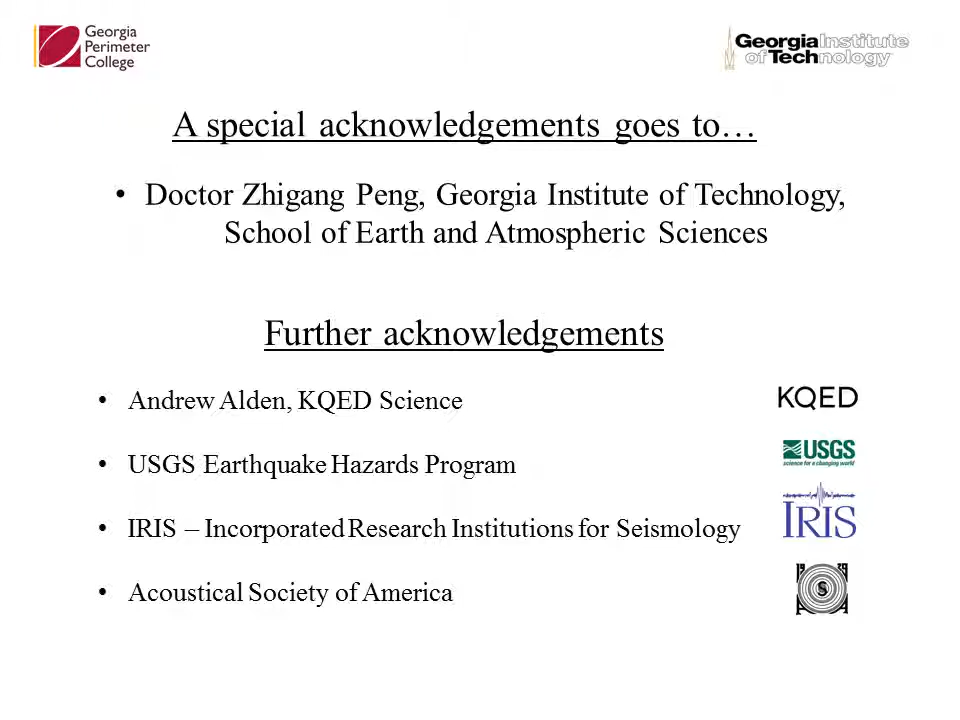 Georgia
Perimeter
College
GeorgiaInstitute
of Technology
A special acknowledgements goes to…
• Doctor Zhigang Peng, Georgia Institute of Technology,
School of Earth and Atmospheric Sciences
Further acknowledgements
• Andrew Alden, KQED Science
KQED
• USGS Earthquake Hazards Program
USGS
science for a changing world
• IRIS – Incorporated Research Institutions for Seismology
IRIS
• Acoustical Society of America
S